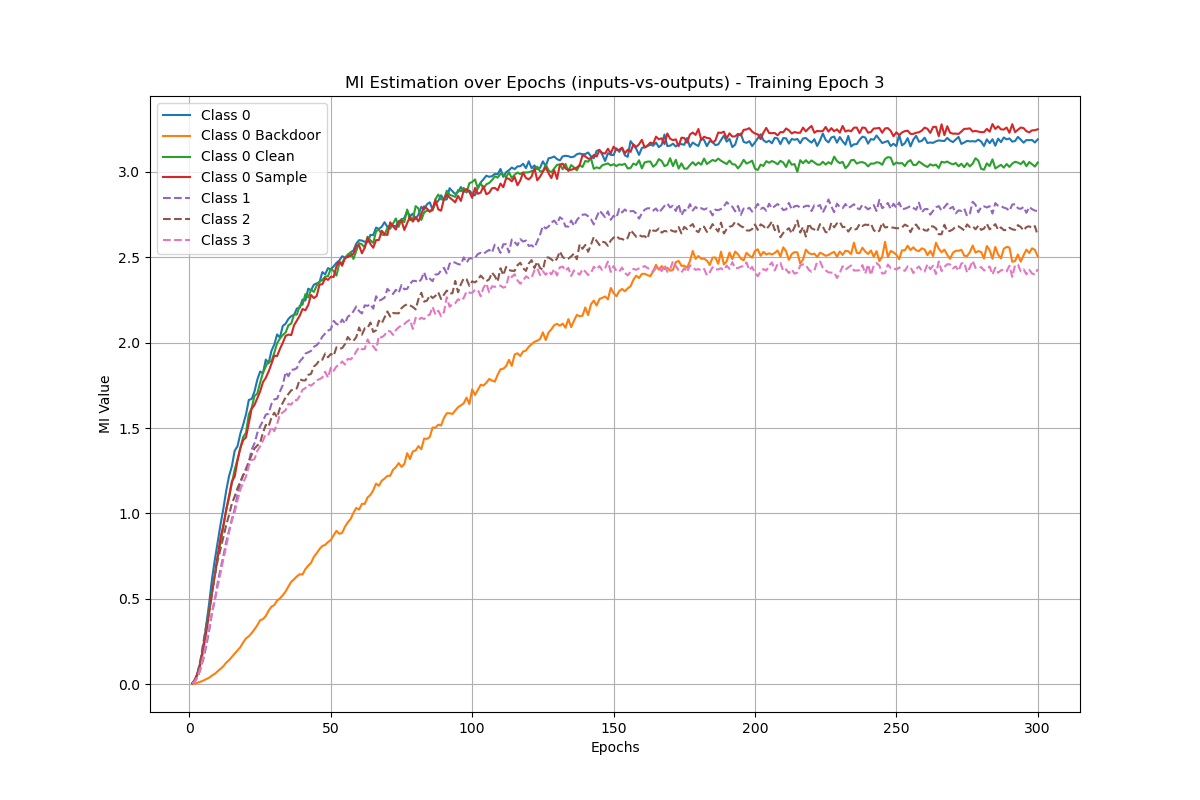 MI Estimation over Epochs (inputs-vs-outputs) - Training Epoch 3
Class 0
Class 0 Backdoor
Class 0 Clean
Class 0 Sample
Class 1
Class 2
Class 3
MI Value
3.0
2.5
2.0
1.5
1.0
0.5
0.0
0 50 100 150 200 250 300
Epochs